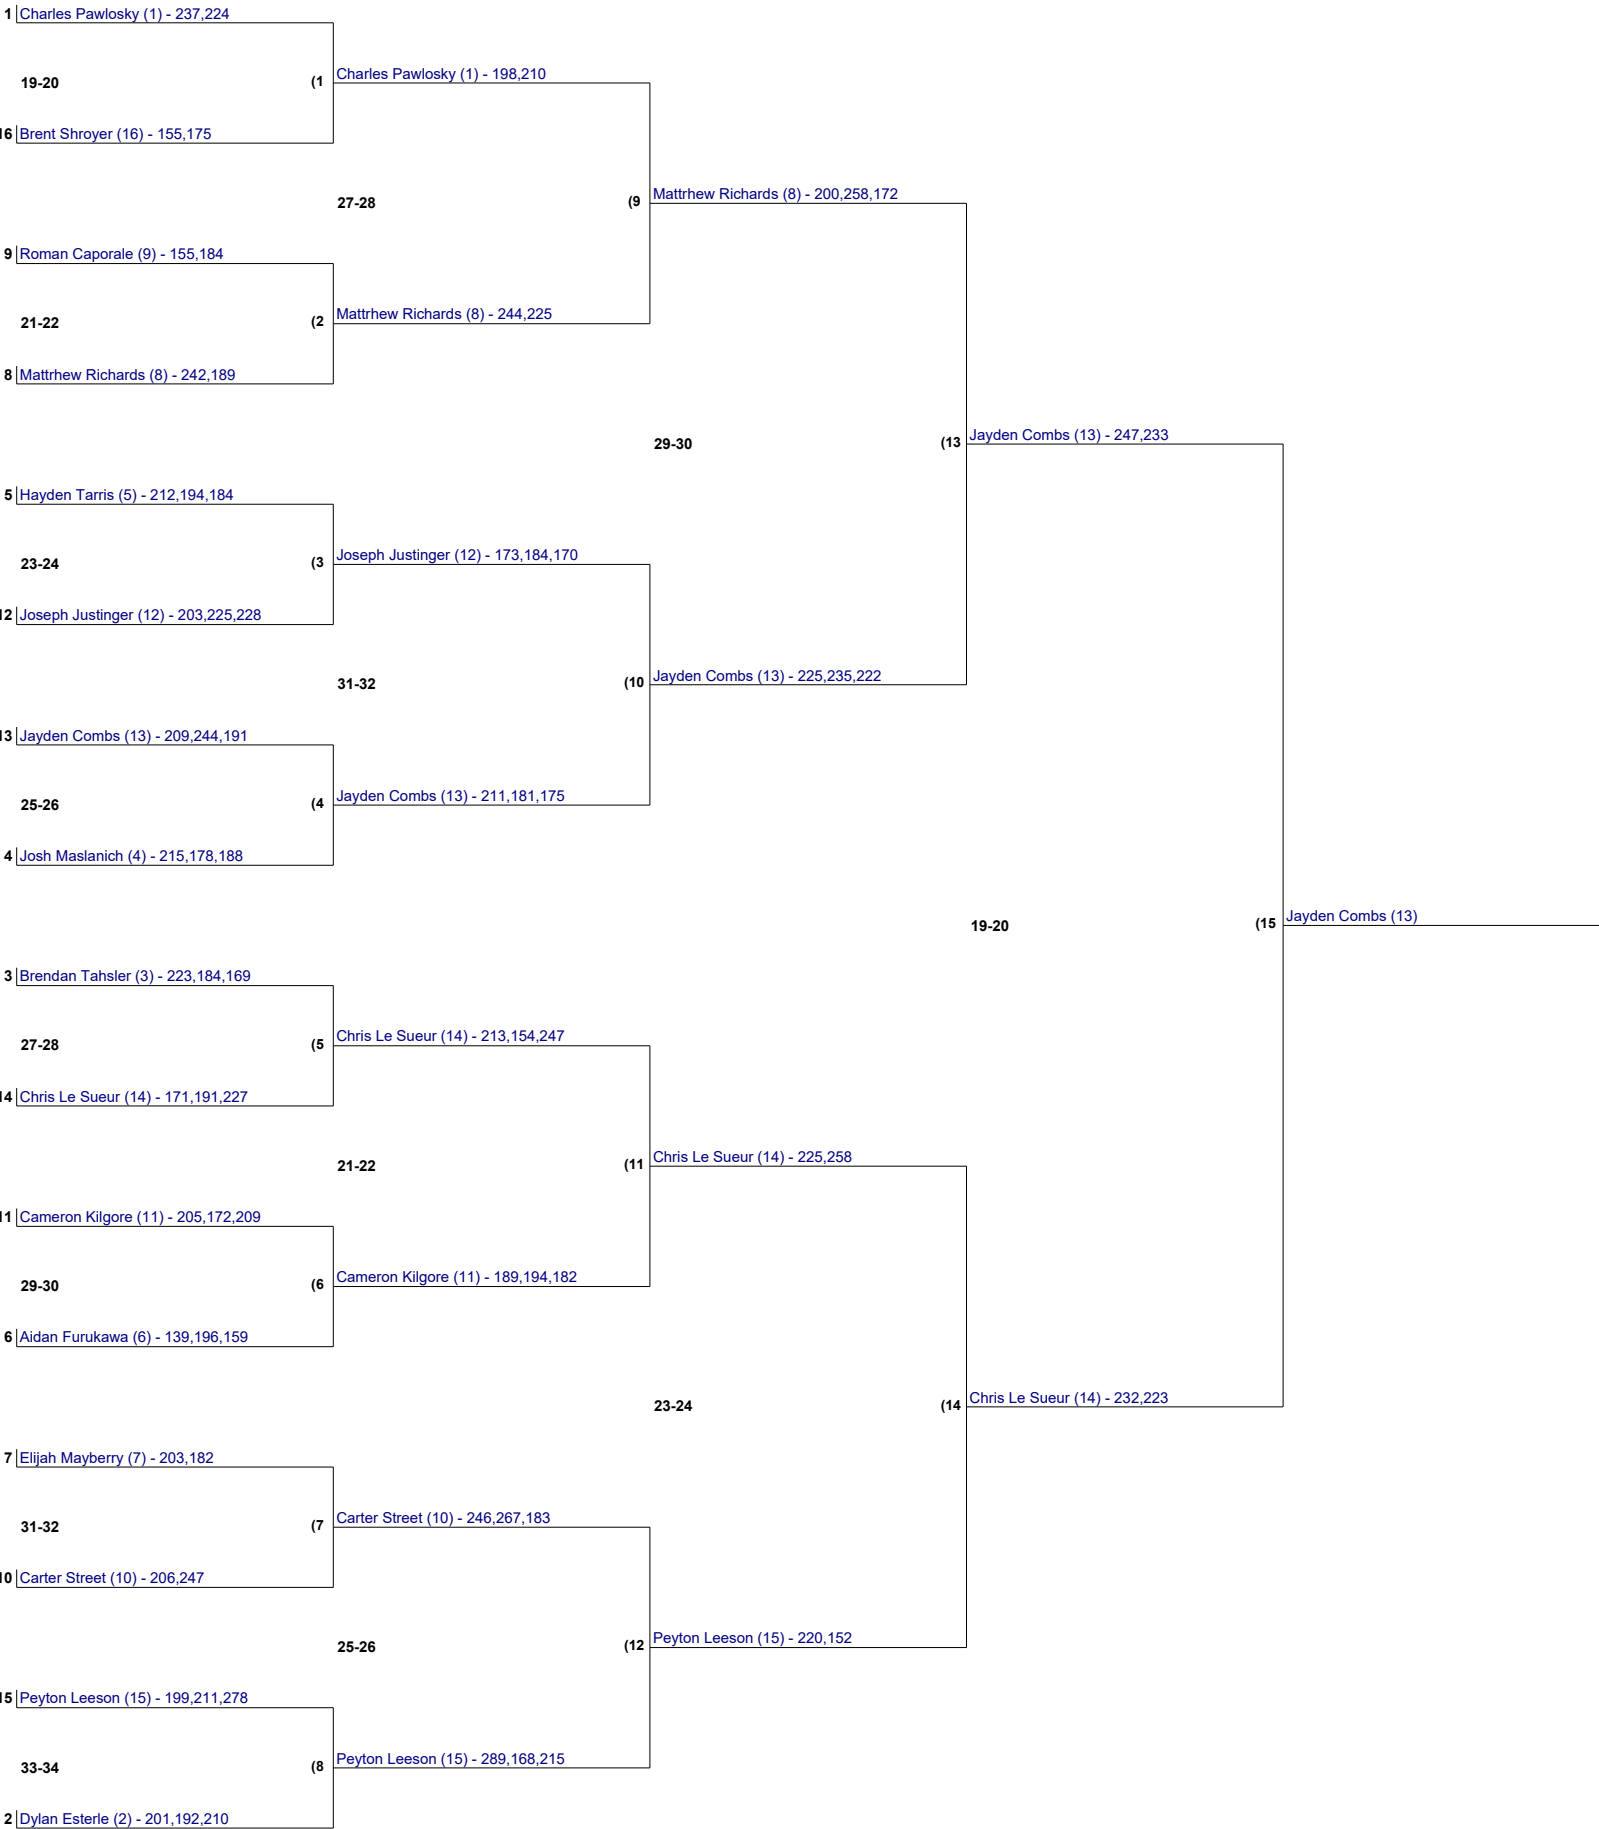 1 Charles Pawlosky (1) - 237,224
Charles Pawlosky (1) - 198,210
19-20 (1
16 Brent Shroyer (16) - 155,175
Mattrhew Richards (8) - 200,258,172
27-28 (9
9 Roman Caporale (9) - 155,184
Mattrhew Richards (8) - 244,225
21-22 (2
8 Mattrhew Richards (8) - 242,189
Jayden Combs (13) - 247,233
29-30 (13
5 Hayden Tarris (5) - 212,194,184
Joseph Justinger (12) - 173,184,170
23-24 (3
12 Joseph Justinger (12) - 203,225,228
Jayden Combs (13) - 225,235,222
31-32 (10
13 Jayden Combs (13) - 209,244,191
Jayden Combs (13) - 211,181,175
25-26 (4
4 Josh Maslanich (4) - 215,178,188
Jayden Combs (13)
19-20 (15
3 Brendan Tahsler (3) - 223,184,169
Chris Le Sueur (14) - 213,154,247
27-28 (5
14 Chris Le Sueur (14) - 171,191,227
Chris Le Sueur (14) - 225,258
21-22 (11
11 Cameron Kilgore (11) - 205,172,209
Cameron Kilgore (11) - 189,194,182
29-30 (6
6 Aidan Furukawa (6) - 139,196,159
Chris Le Sueur (14) - 232,223
23-24 (14
7 Elijah Mayberry (7) - 203,182
Carter Street (10) - 246,267,183
31-32 (7
10 Carter Street (10) - 206,247
Peyton Leeson (15) - 220,152
25-26 (12
15 Peyton Leeson (15) - 199,211,278
Peyton Leeson (15) - 289,168,215
33-34 (8
2 Dylan Esterle (2) - 201,192,210